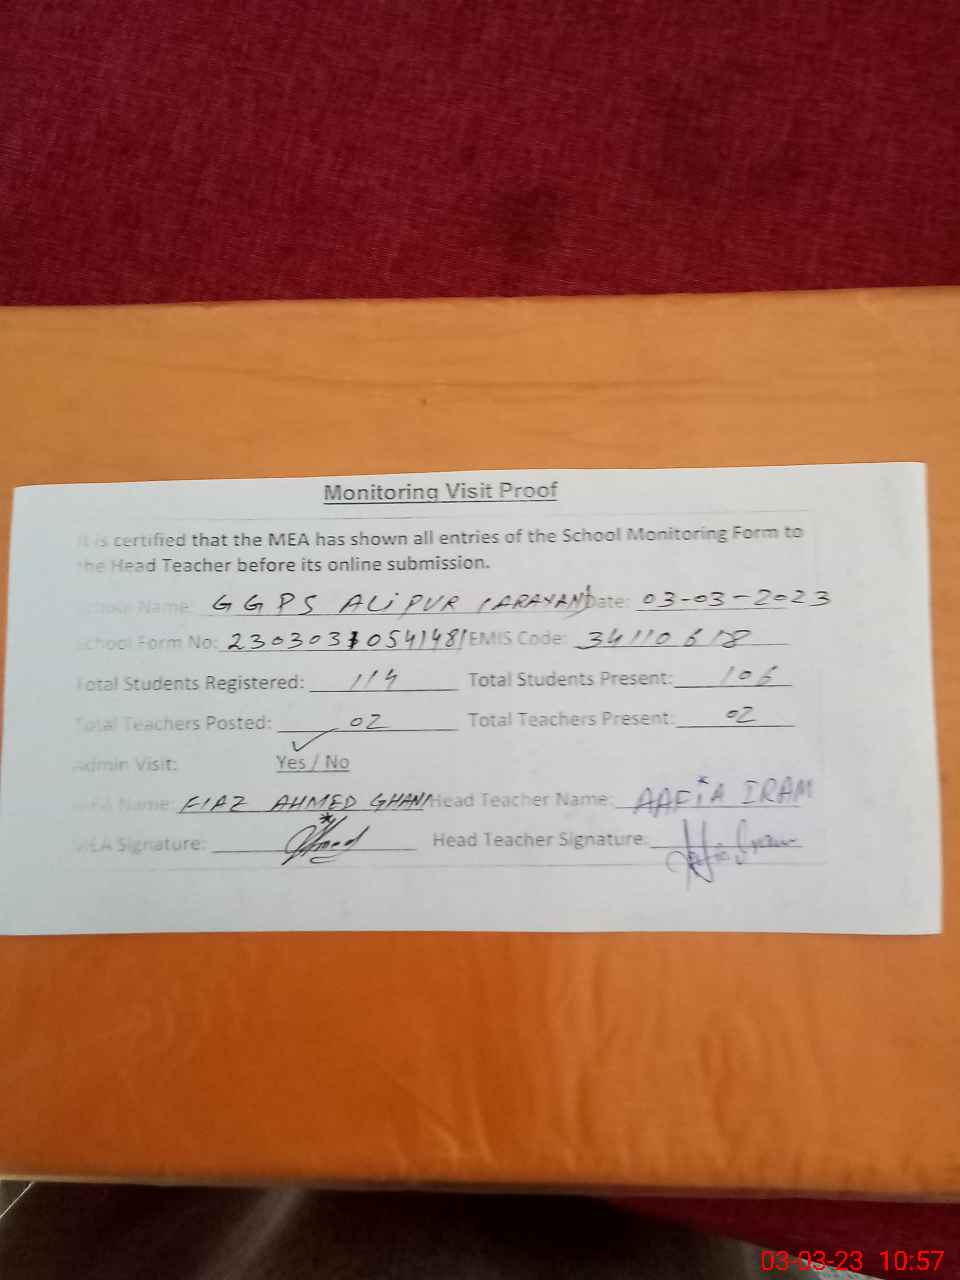 Monitoring Visit Proof
It is certified that the MEA has shown all entries of the School Monitoring Form to
the Head Teacher before its online submission.
School Name: GGPS ALiPUR Date: 03-03-2023
School Form No: EMIS Code: 34110618
Total Students Registered: 114 Total Students Present: 106
Total Teachers Posted: 02 Total Teachers Present: 02
Admin Visit: Yes / No
MEA Name: FIAZ AHMED GHANI Head Teacher Name: AAFiA IRAM
MEA Signature: Head Teacher Signature:
03-03-23 10:57